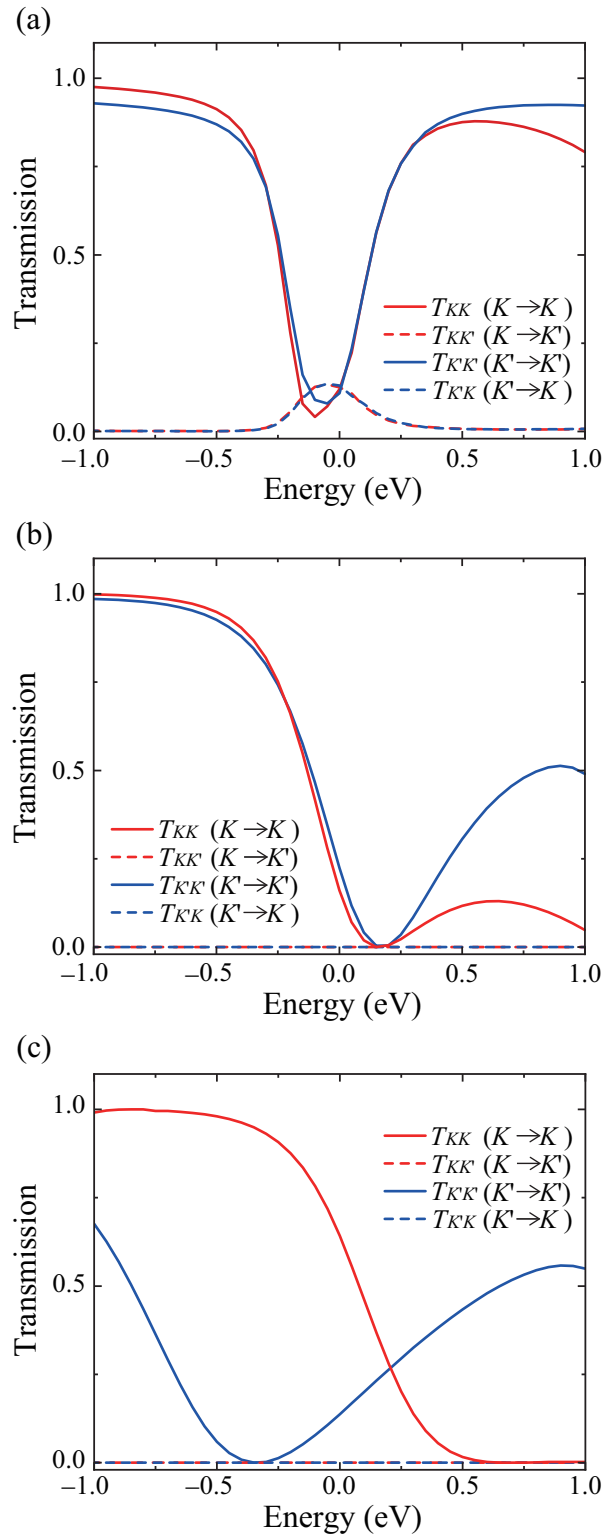 (a)
1.0
0.5
0.0
Transmission
TKK (K→K)
TKK' (K→K')
TK'K' (K'→K')
TK'K (K'→K)
–1.0 –0.5 0.0 0.5 1.0
Energy (eV)
(b)
1.0
0.5
0.0
Transmission
TKK (K→K)
TKK' (K→K')
TK'K' (K'→K')
TK'K (K'→K)
–1.0 –0.5 0.0 0.5 1.0
Energy (eV)
(c)
1.0
0.5
0.0
Transmission
TKK (K→K)
TKK' (K→K')
TK'K' (K'→K')
TK'K (K'→K)
–1.0 –0.5 0.0 0.5 1.0
Energy (eV)